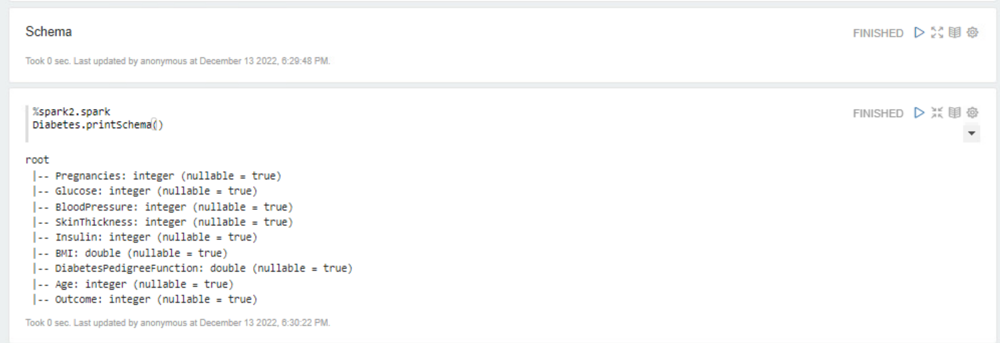 Schema
FINISHED
Took 0 sec. Last updated by anonymous at December 13 2022, 6:29:48 PM.
%spark2.spark
FINISHED
Diabetes.printSchema()
root
|-- Pregnancies: integer (nullable = true)
|-- Glucose: integer (nullable = true)
|-- BloodPressure: integer (nullable = true)
|-- SkinThickness: integer (nullable = true)
|-- Insulin: integer (nullable = true)
|-- BMI: double (nullable = true)
|-- DiabetesPedigreeFunction: double (nullable = true)
|-- Age: integer (nullable = true)
|-- Outcome: integer (nullable = true)
Took 0 sec. Last updated by anonymous at December 13 2022, 6:30:22 PM.